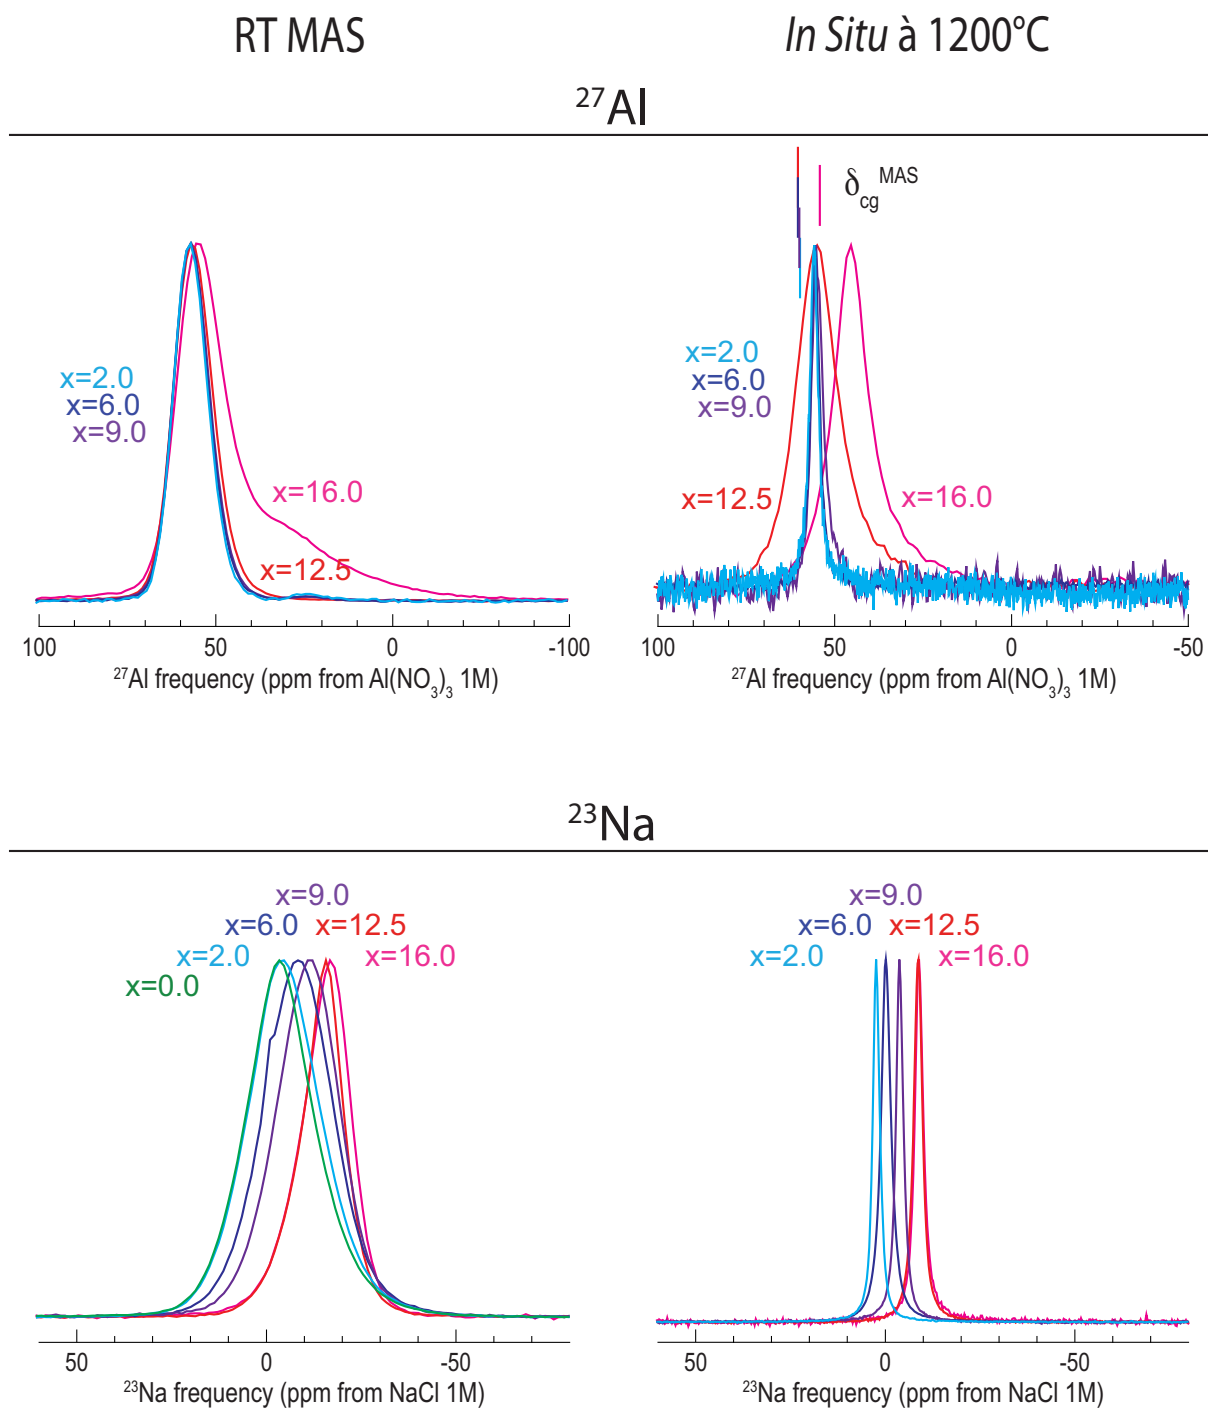 RT MAS
In Situ à 1200°C
²⁷Al
δcg MAS
x=2.0
x=6.0
x=9.0
x=16.0
x=12.5
100 50 0 -50 -100
²⁷Al frequency (ppm from Al(NO₃)₃ 1M)
x=2.0
x=6.0
x=9.0
x=12.5
x=16.0
100 50 0 -50
²⁷Al frequency (ppm from Al(NO₃)₃ 1M)
²³Na
x=9.0
x=6.0 x=12.5
x=2.0 x=16.0
x=0.0
50 0 -50
²³Na frequency (ppm from NaCl 1M)
x=9.0
x=6.0 x=12.5
x=2.0 x=16.0
50 0 -50
²³Na frequency (ppm from NaCl 1M)